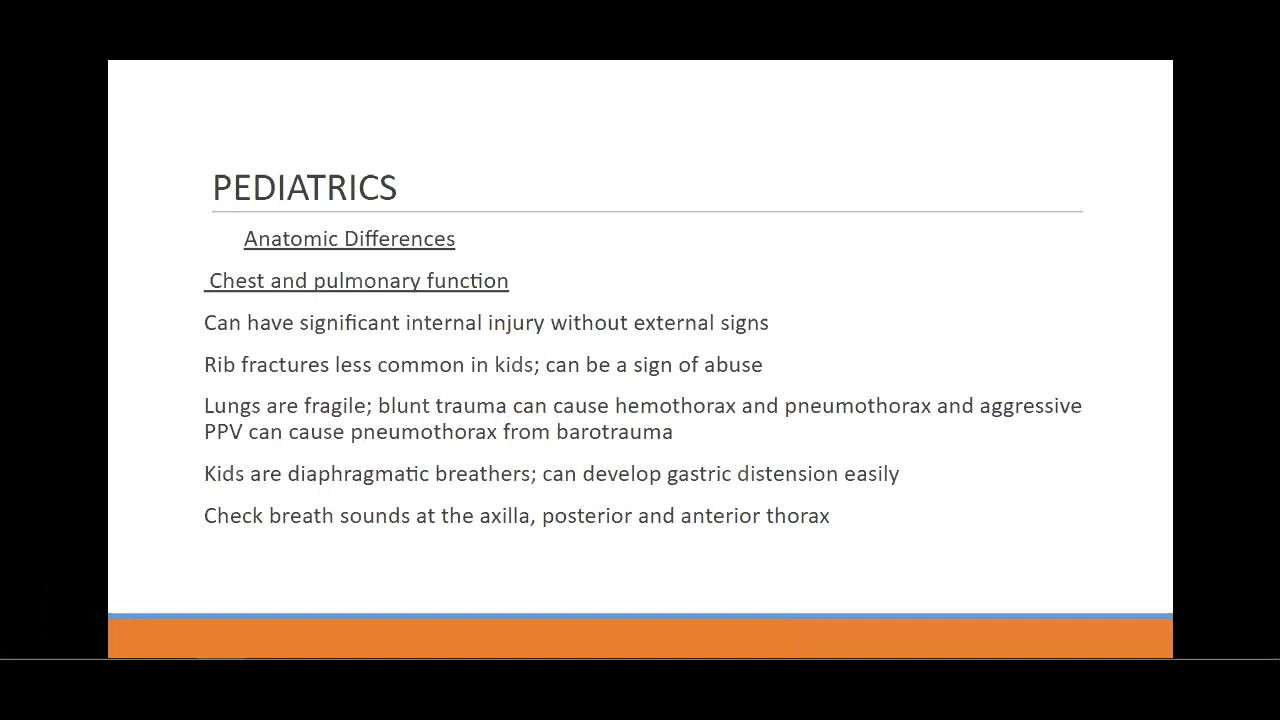 PEDIATRICS
Anatomic Differences
Chest and pulmonary function
Can have significant internal injury without external signs
Rib fractures less common in kids; can be a sign of abuse
Lungs are fragile; blunt trauma can cause hemothorax and pneumothorax and aggressive
PPV can cause pneumothorax from barotrauma
Kids are diaphragmatic breathers; can develop gastric distension easily
Check breath sounds at the axilla, posterior and anterior thorax